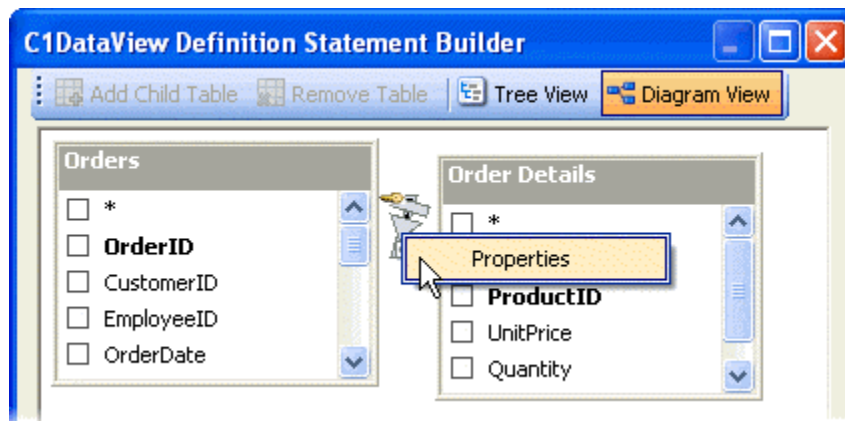 C1DataView Definition Statement Builder
Add Child Table Remove Table Tree View Diagram View
Orders
*
OrderID
CustomerID
EmployeeID
OrderDate
Order Details
*
Properties
ProductID
UnitPrice
Quantity